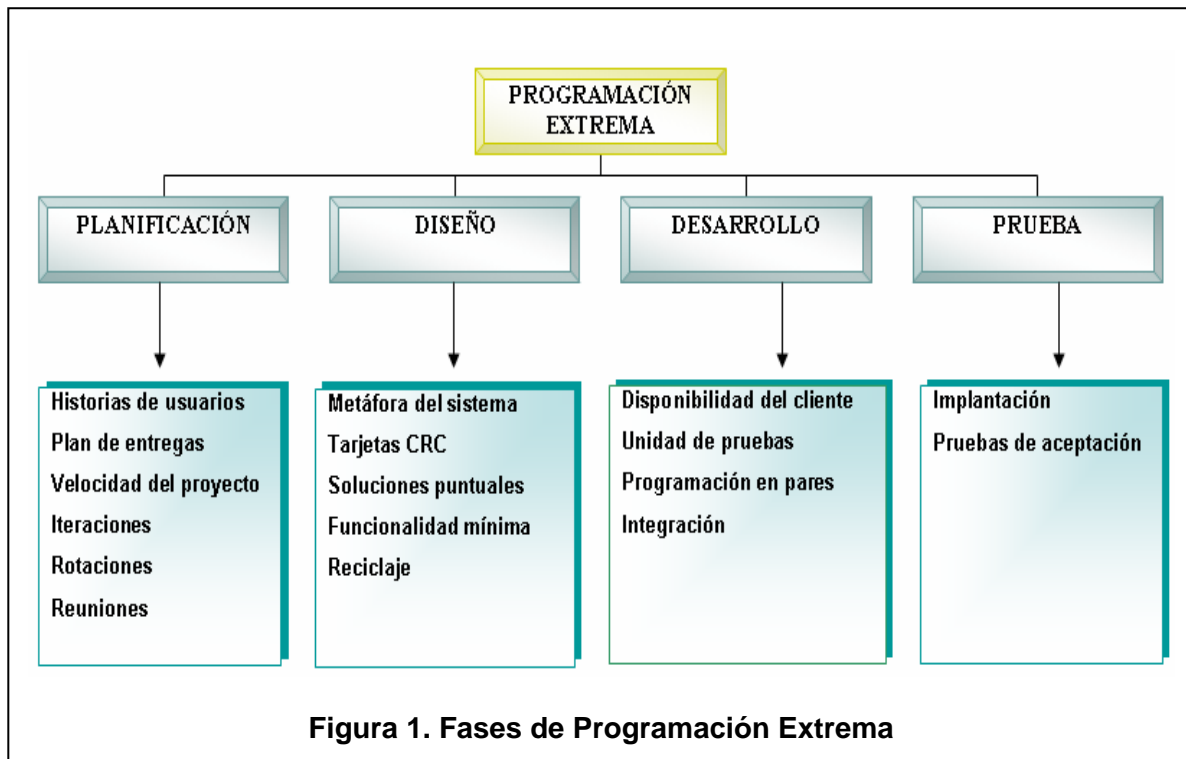 PROGRAMACIÓN
EXTREMA
PLANIFICACIÓN
DISEÑO
DESARROLLO
PRUEBA
Historias de usuarios
Plan de entregas
Velocidad del proyecto
Iteraciones
Rotaciones
Reuniones
Metáfora del sistema
Tarjetas CRC
Soluciones puntuales
Funcionalidad mínima
Reciclaje
Disponibilidad del cliente
Unidad de pruebas
Programación en pares
Integración
Implantación
Pruebas de aceptación
Figura 1. Fases de Programación Extrema